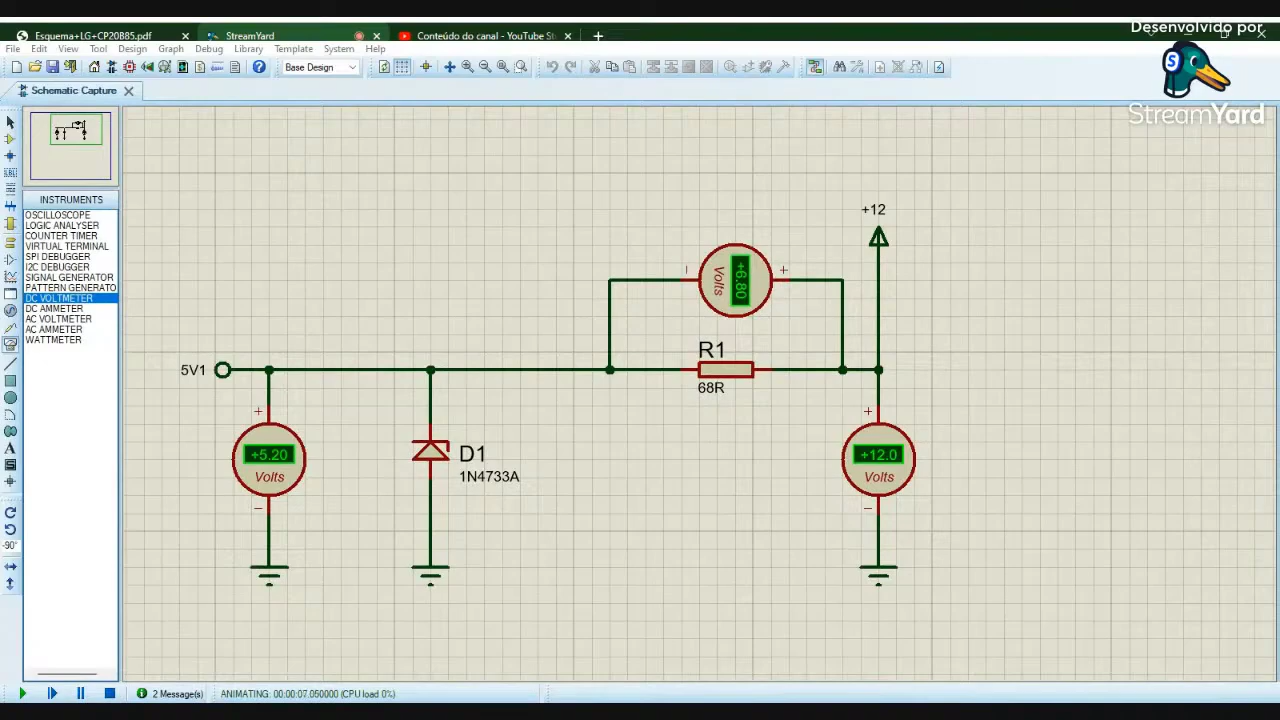 Desenvolvido por
Esquema+LG+CP20B85.pdf
StreamYard
Conteúdo do canal - YouTube St
File Edit View Tool Design Graph Debug Library Template System Help
Base Design
StreamYard
Schematic Capture
INSTRUMENTS
OSCILLOSCOPE
LOGIC ANALYSER
COUNTER TIMER
VIRTUAL TERMINAL
SPI DEBUGGER
I2C DEBUGGER
SIGNAL GENERATOR
PATTERN GENERATO
DC VOLTMETER
DC AMMETER
AC VOLTMETER
AC AMMETER
WATTMETER
+12
- Volts +6.80 +
R1
68R
5V1
+
+5.20
Volts
-
D1
1N4733A
+
+12.0
Volts
-
-90°
2 Message(s)
ANIMATING: 00:00:07.050000 (CPU load 0%)